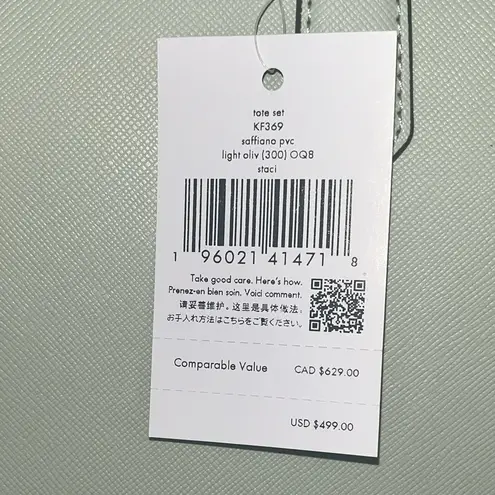 tote set
KF369
saffiano pvc
light oliv (300) OQB
staci
1 96021 41471 8
Take good care. Here's how.
Prenez-en bien soin. Voici comment.
请妥善维护。这里是具体做法。
お手入れ方法はこちらをご覧ください。
Comparable Value CAD $629.00
USD $499.00